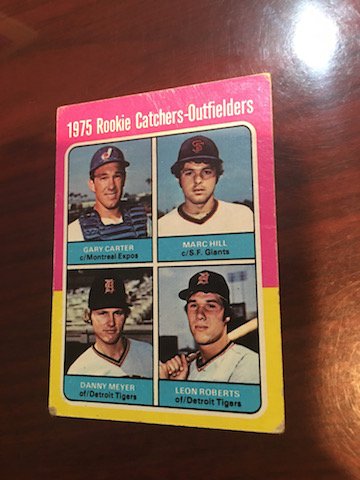 1975 Rookie Catchers-Outfielders
GARY CARTER
c/Montreal Expos
MARC HILL
c/S.F. Giants
DANNY MEYER
of/Detroit Tigers
LEON ROBERTS
of/Detroit Tigers